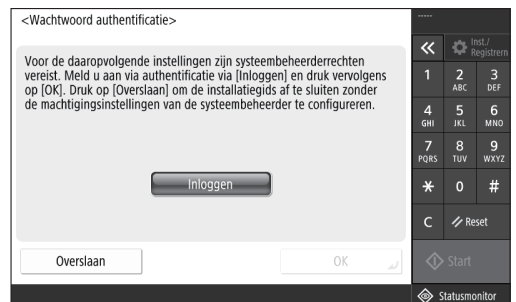 <Wachtwoord authentificatie>
-----
Inst./
Registrern
Voor de daaropvolgende instellingen zijn systeembeheerderrechten
vereist. Meld u aan via authentificatie via [Inloggen] en druk vervolgens
op [OK]. Druk op [Overslaan] om de installatiegids af te sluiten zonder
de machtigingsinstellingen van de systeembeheerder te configureren.
Inloggen
Overslaan
OK
1 2 3
ABC DEF
4 5 6
GHI JKL MNO
7 8 9
PQRS TUV WXYZ
* 0 #
C Reset
Start
Statusmonitor